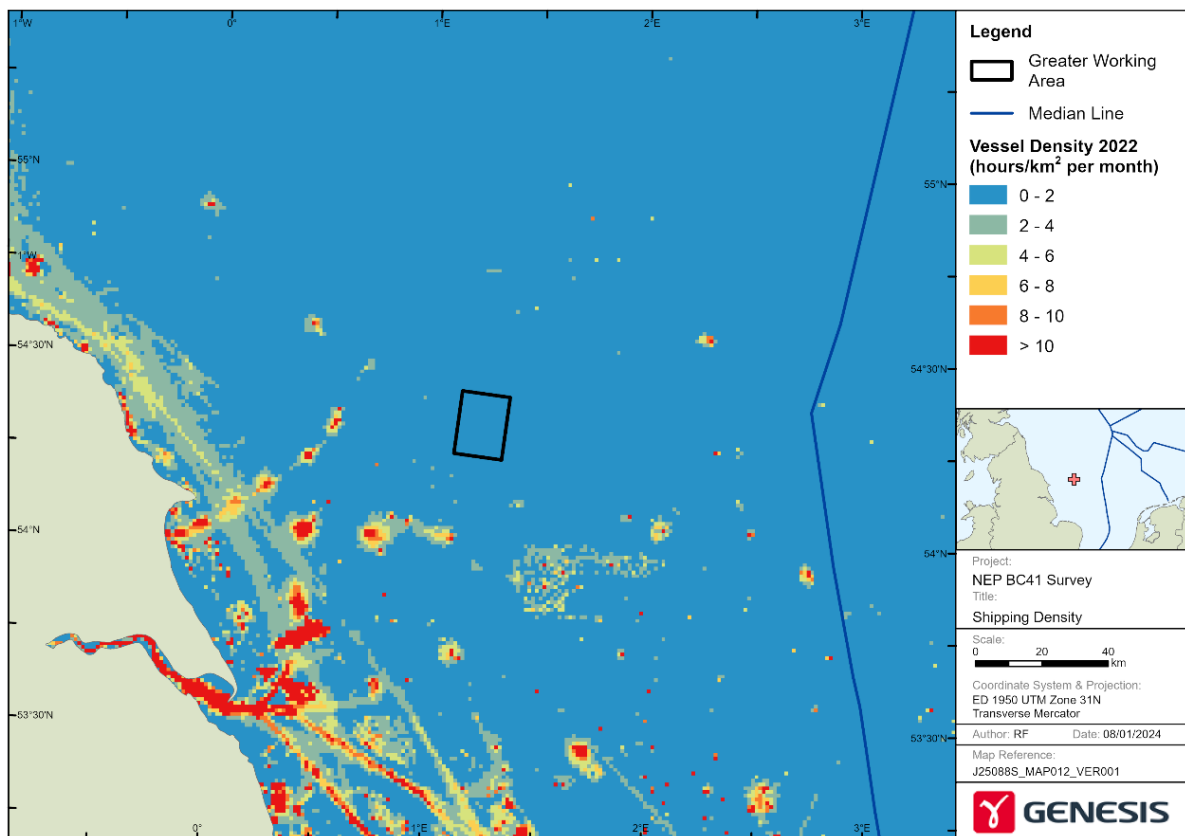 1°W
0°
1°E
2°E
3°E
55°N
55°N
1°W
54°30'N
54°30'N
54°N
54°N
53°30'N
53°30'N
0°
1°E
2°E
3°E
Legend
Greater Working
Area
Median Line
Vessel Density 2022
(hours/km² per month)
0 - 2
2 - 4
4 - 6
6 - 8
8 - 10
> 10
Project:
NEP BC41 Survey
Title:
Shipping Density
Scale:
0 20 40
km
Coordinate System & Projection:
ED 1950 UTM Zone 31N
Transverse Mercator
Author: RF Date: 08/01/2024
Map Reference:
J25088S_MAP012_VER001
GENESIS